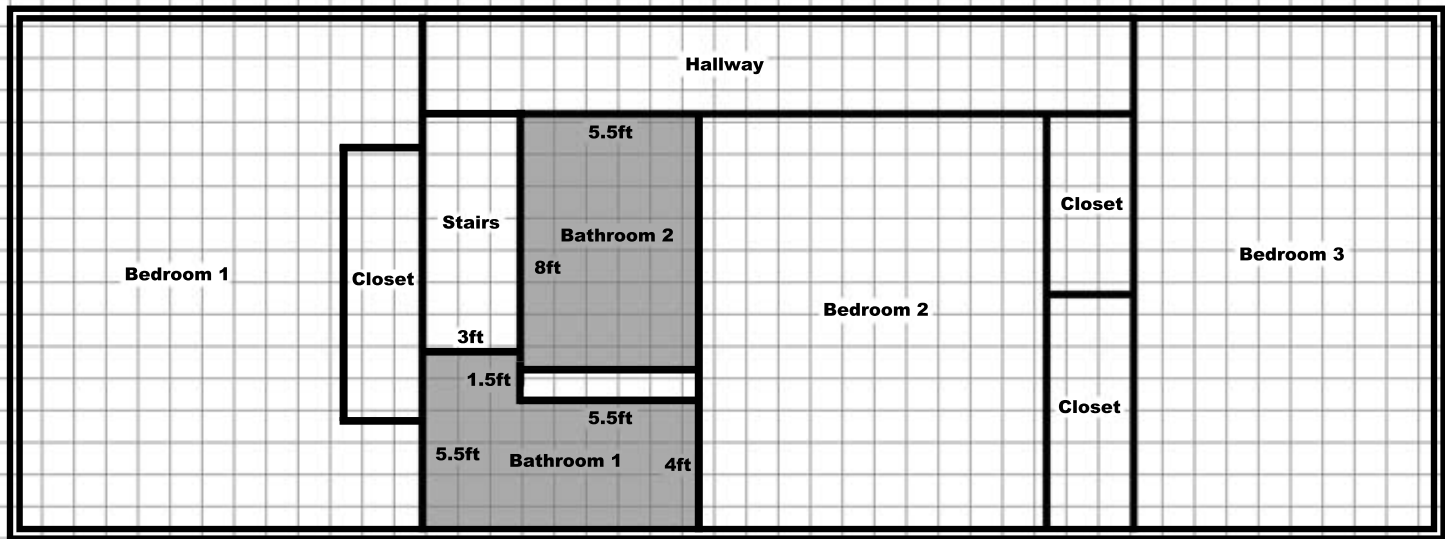 Hallway
5.5ft
Closet
Stairs
Bathroom 2
Bedroom 3
8ft
Bedroom 1
Closet
Bedroom 2
3ft
1.5ft
Closet
5.5ft
5.5ft
Bathroom 1
4ft